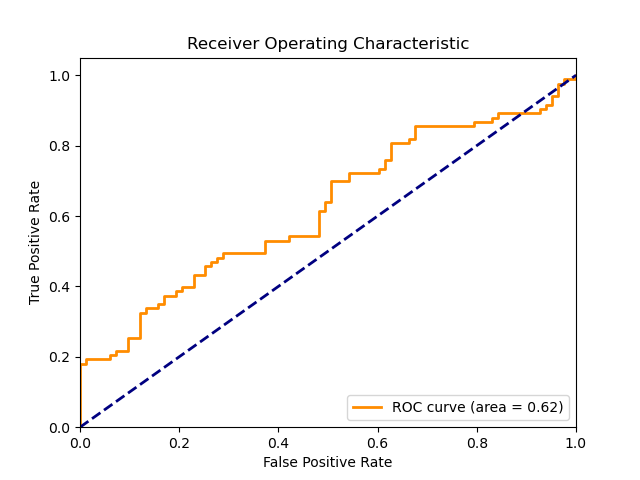 Receiver Operating Characteristic
True Positive Rate
1.0
0.8
0.6
0.4
0.2
0.0
ROC curve (area = 0.62)
0.0 0.2 0.4 0.6 0.8 1.0
False Positive Rate